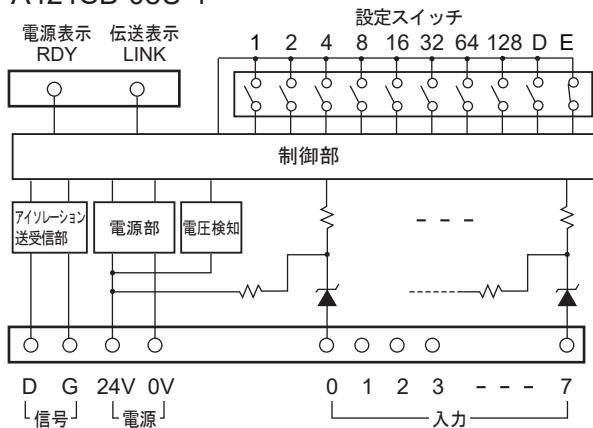 設定スイッチ
電源表示 伝送表示
RDY LINK
1 2 4 8 16 32 64 128 D E
制御部
アイソレーション
送受信部
電源部
電圧検知
D G 24V 0V 0 1 2 3 --- 7
信号 電源 入力